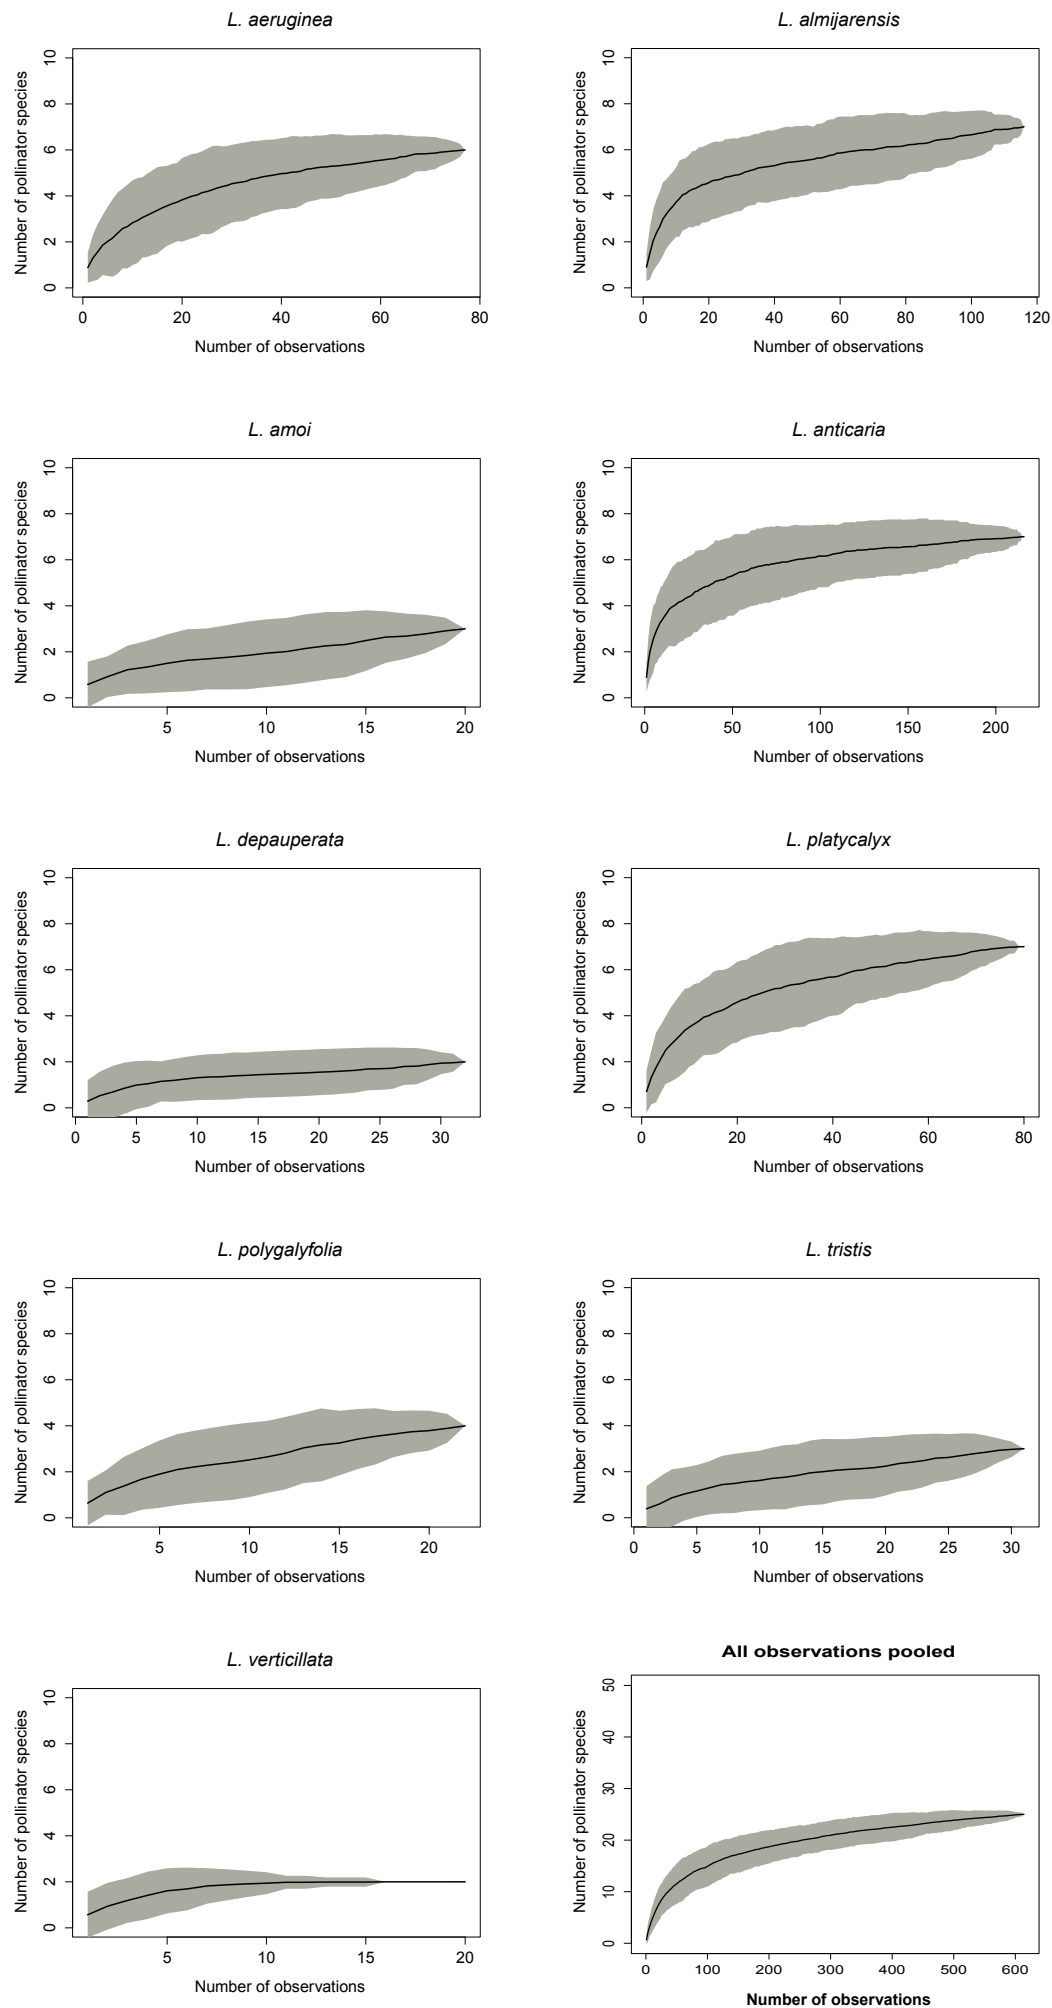 L. aeruginea
Number of pollinator species
0 2 4 6 8 10
0 20 40 60 80
Number of observations
L. almijarensis
Number of pollinator species
0 2 4 6 8 10
0 20 40 60 80 100 120
Number of observations
L. amoi
Number of pollinator species
0 2 4 6 8 10
5 10 15 20
Number of observations
L. anticaria
Number of pollinator species
0 2 4 6 8 10
0 50 100 150 200
Number of observations
L. depauperata
Number of pollinator species
0 2 4 6 8 10
0 5 10 15 20 25 30
Number of observations
L. platycalyx
Number of pollinator species
0 2 4 6 8 10
0 20 40 60 80
Number of observations
L. polygalyfolia
Number of pollinator species
0 2 4 6 8 10
5 10 15 20
Number of observations
L. tristis
Number of pollinator species
0 2 4 6 8 10
0 5 10 15 20 25 30
Number of observations
L. verticillata
Number of pollinator species
0 2 4 6 8 10
5 10 15 20
Number of observations
All observations pooled
Number of pollinator species
0 10 20 30 40 50
0 100 200 300 400 500 600
Number of observations